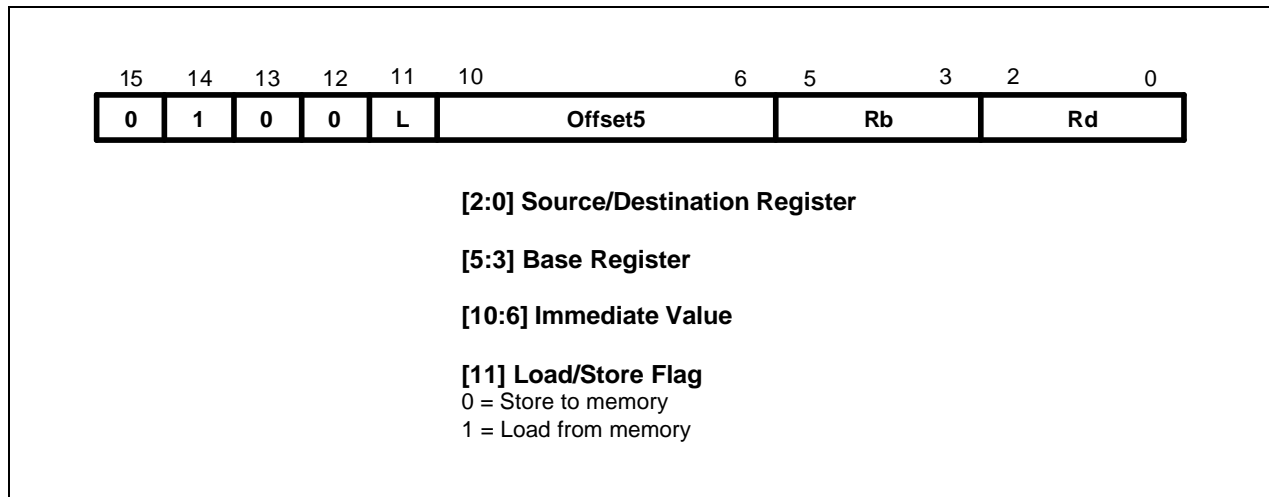 15 14 13 12 11 10 6 5 3 2 0
0 1 0 0 L Offset5 Rb Rd
[2:0] Source/Destination Register
[5:3] Base Register
[10:6] Immediate Value
[11] Load/Store Flag
0 = Store to memory
1 = Load from memory